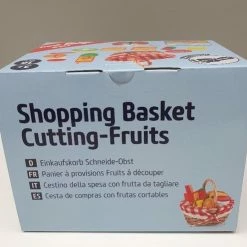 Shopping Basket
Cutting-Fruits
D Einkaufskorb Schneide-Obst
FR Panier à provisions Fruits à découper
IT Cestino della spesa con frutta da tagliare
ES Cesta de compras con frutas cortables